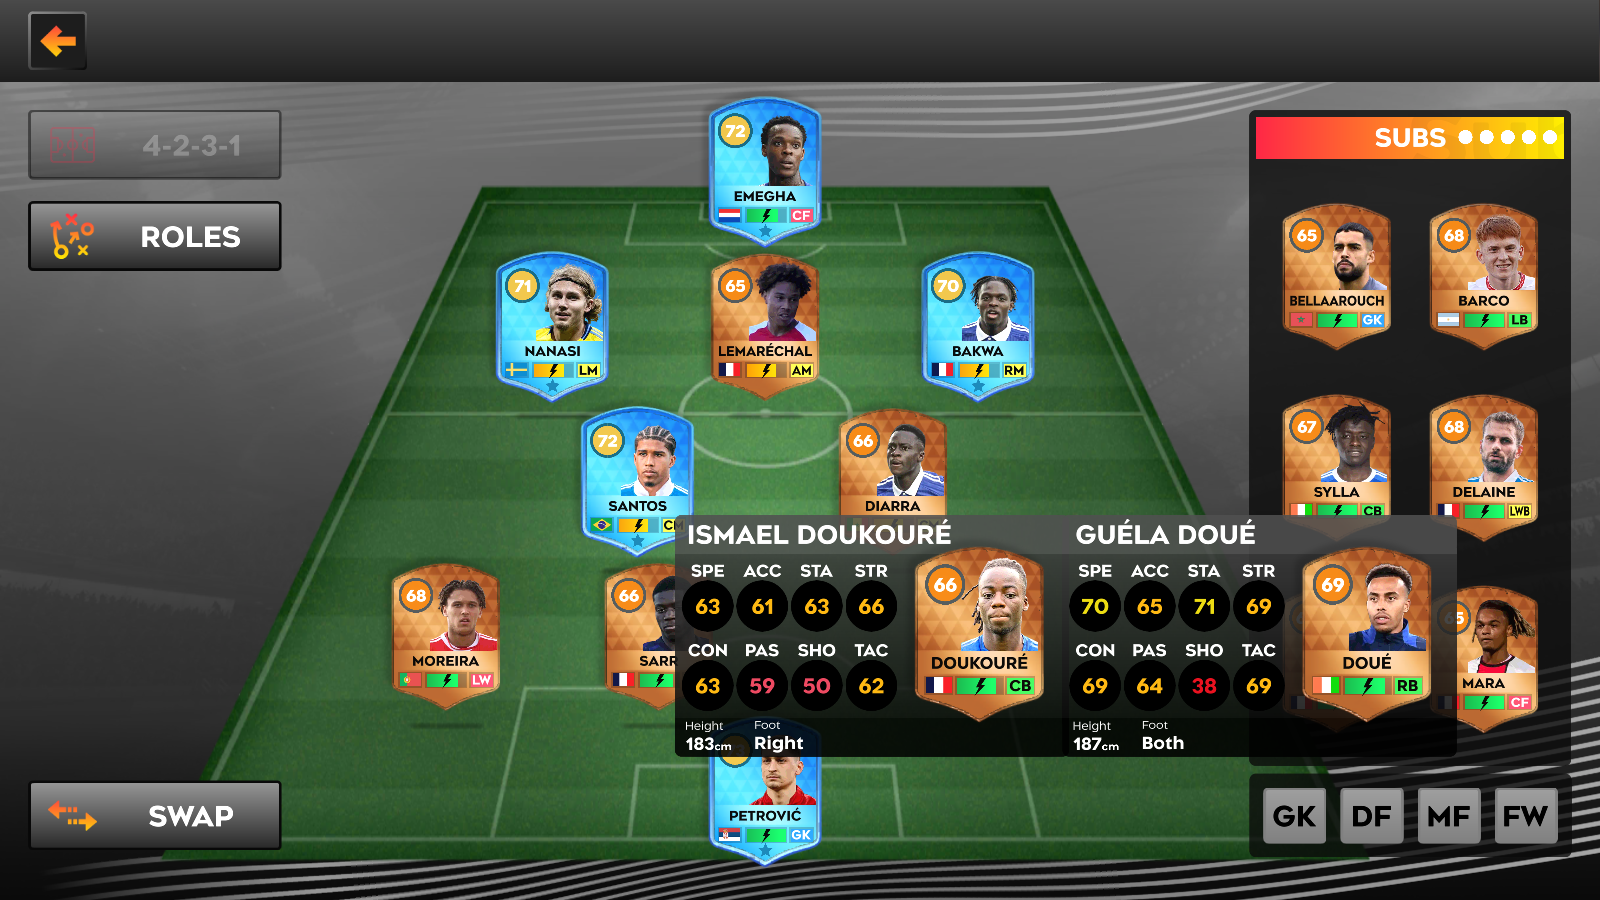 4-2-3-1
ROLES
SWAP
72
EMEGHA
CF
71
NANASI
LM
65
LEMARÉCHAL
AM
70
BAKWA
RM
72
SANTOS
CM
66
DIARRA
68
MOREIRA
LW
66
SARR
PETROVIĆ
GK
ISMAEL DOUKOURÉ
SPE ACC STA STR
63 61 63 66
CON PAS SHO TAC
63 59 50 62
Height Foot
183cm Right
66
DOUKOURÉ
CB
GUÉLA DOUÉ
SPE ACC STA STR
70 65 71 69
CON PAS SHO TAC
69 64 38 69
Height Foot
187cm Both
69
DOUÉ
RB
SUBS
65
BELLAAROUCH
GK
68
BARCO
LB
67
SYLLA
CB
68
DELAINE
LWB
MARA
CF
GK DF MF FW